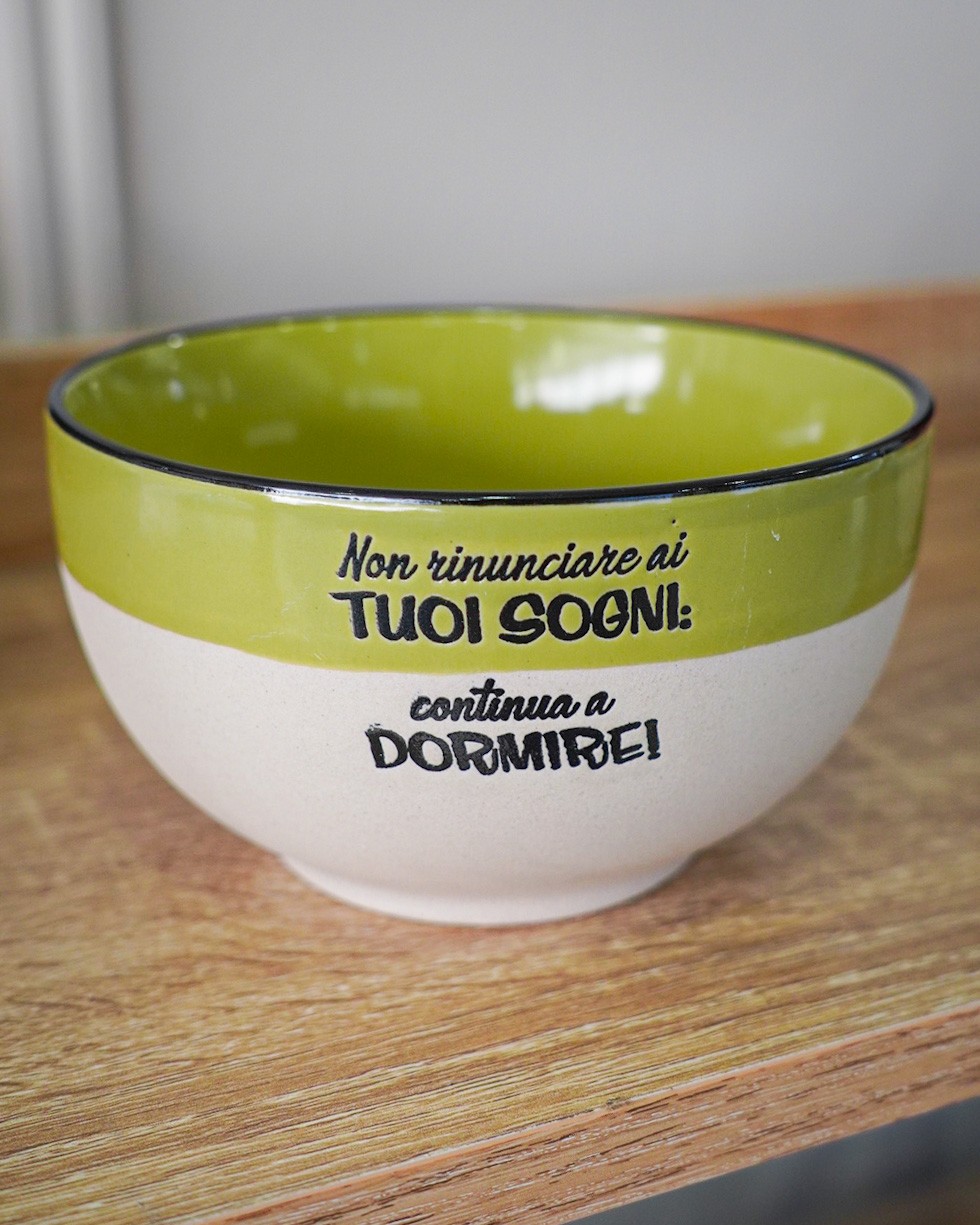 Non rinunciare ai
TUOI SOGNI:
continua a
DORMIRE!